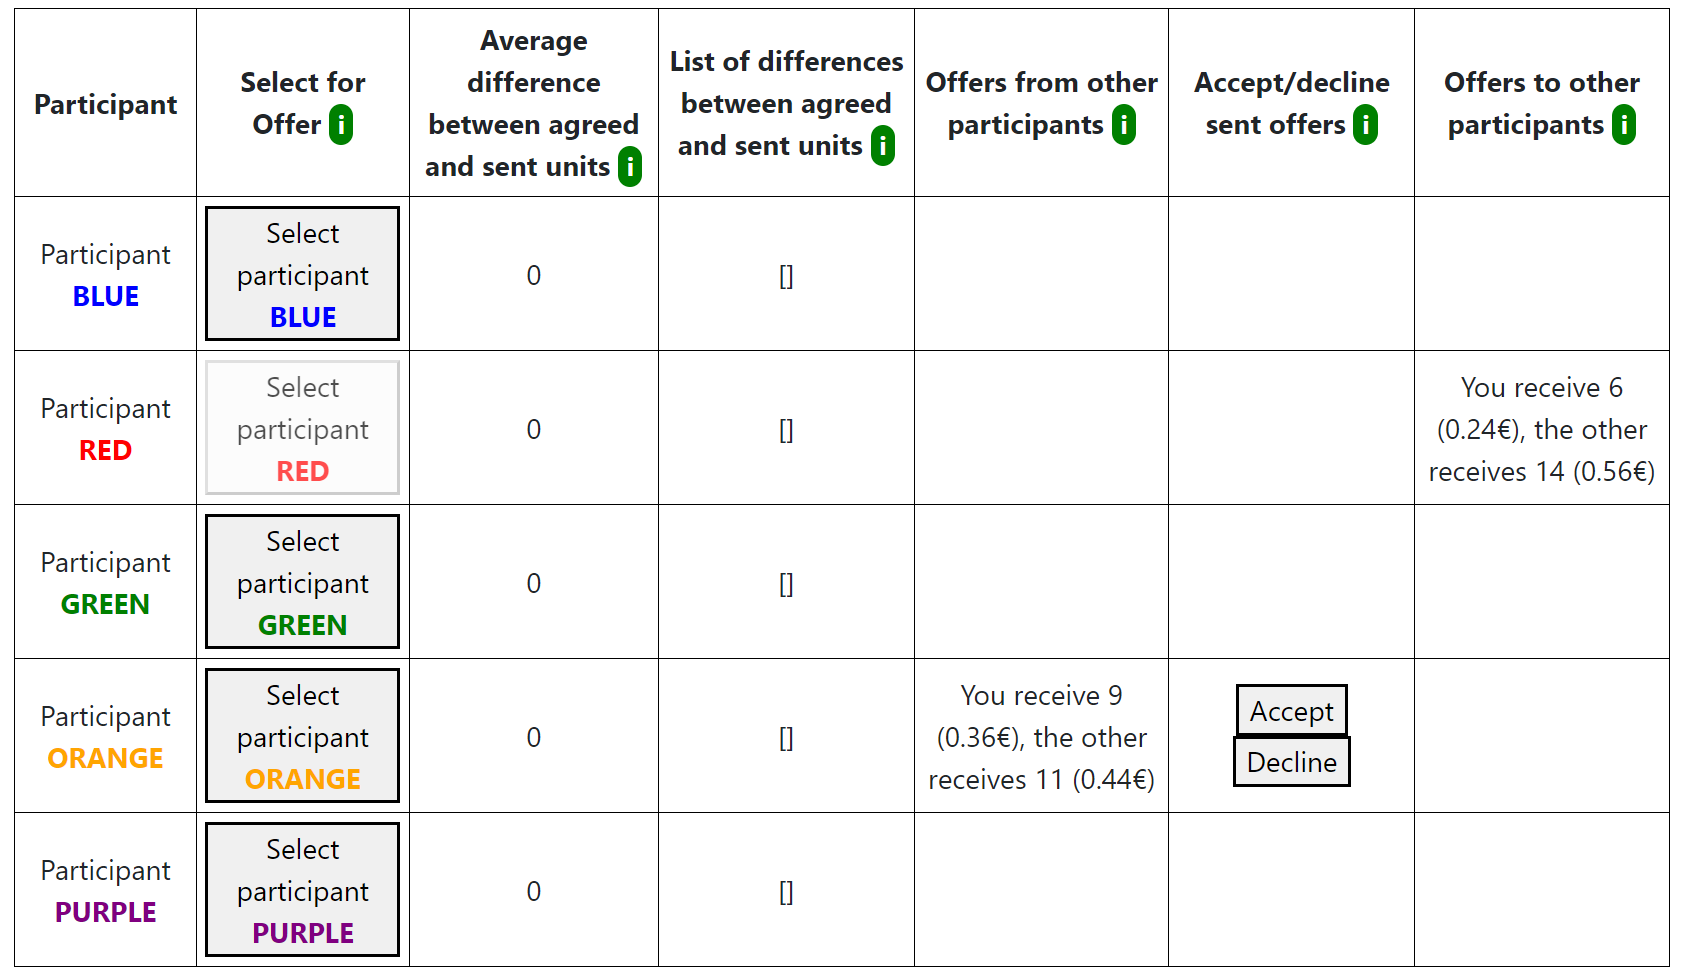 Participant
Select for
Offer i
Average
difference
between agreed
and sent units i
List of differences
between agreed
and sent units i
Offers from other
participants i
Accept/decline
sent offers i
Offers to other
participants i
Participant
BLUE
Select
participant
BLUE
0
[]
Participant
RED
Select
participant
RED
0
[]
You receive 6
(0.24€), the other
receives 14 (0.56€)
Participant
GREEN
Select
participant
GREEN
0
[]
Participant
ORANGE
Select
participant
ORANGE
0
[]
You receive 9
(0.36€), the other
receives 11 (0.44€)
Accept
Decline
Participant
PURPLE
Select
participant
PURPLE
0
[]